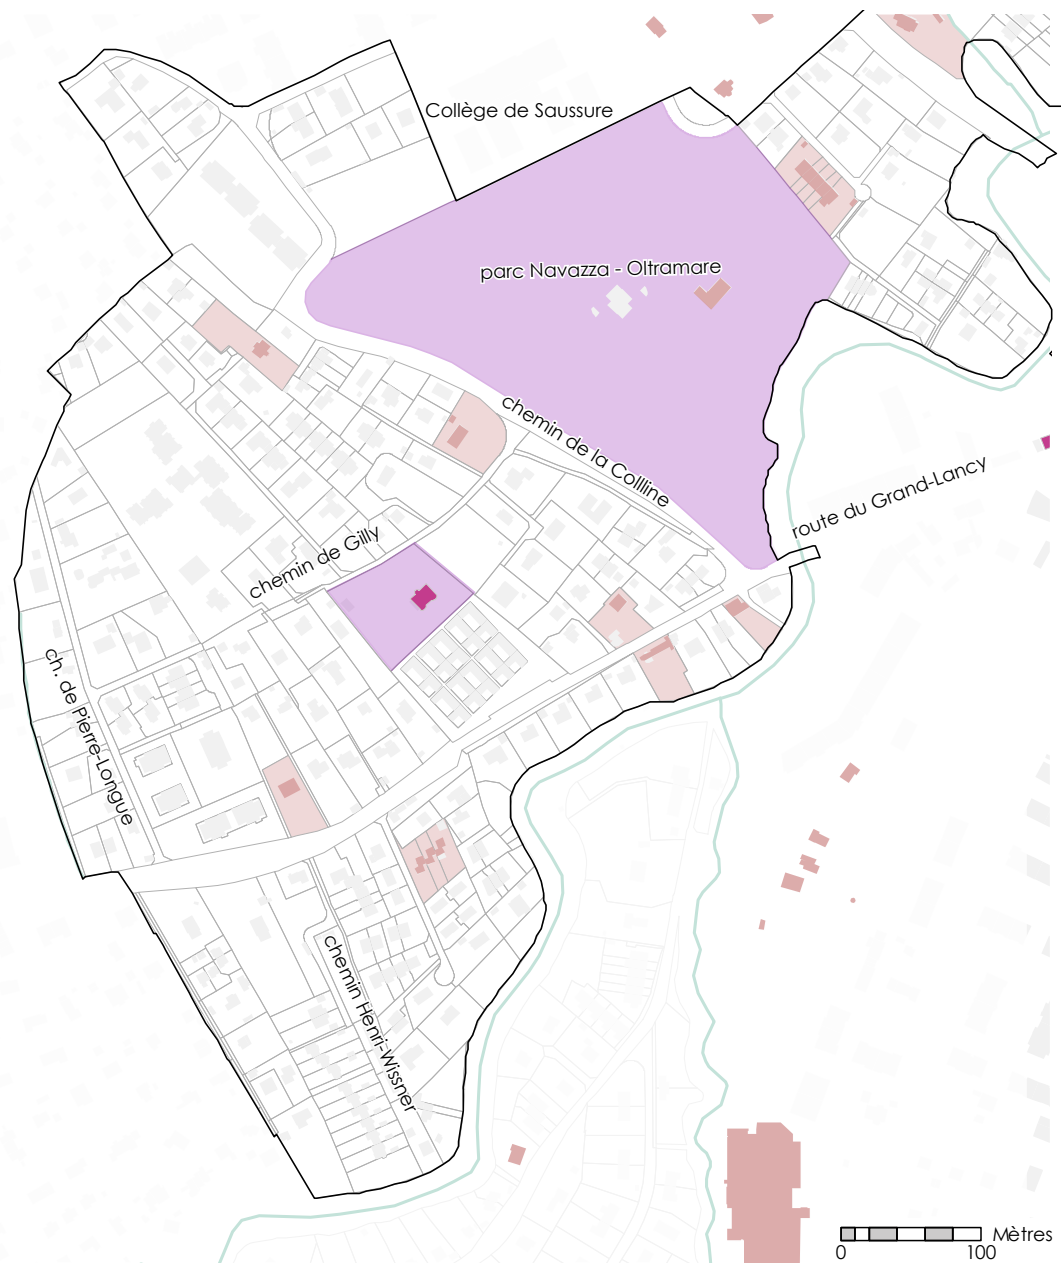 Collège de Saussure
parc Navazza - Oltramare
chemin de la Collline
route du Grand-Lancy
chemin de Gilly
ch. de Pierre-Longue
chemin Henri-Wissner
Mètres
0 100